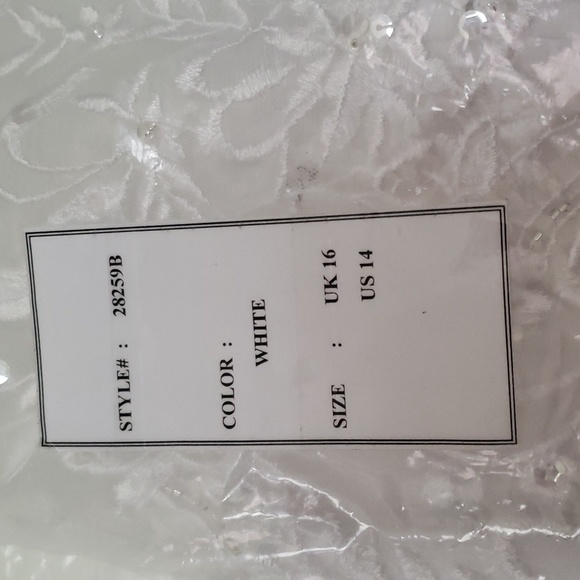 STYLE# : 28259B
COLOR :
WHITE
SIZE : UK 16
US 14